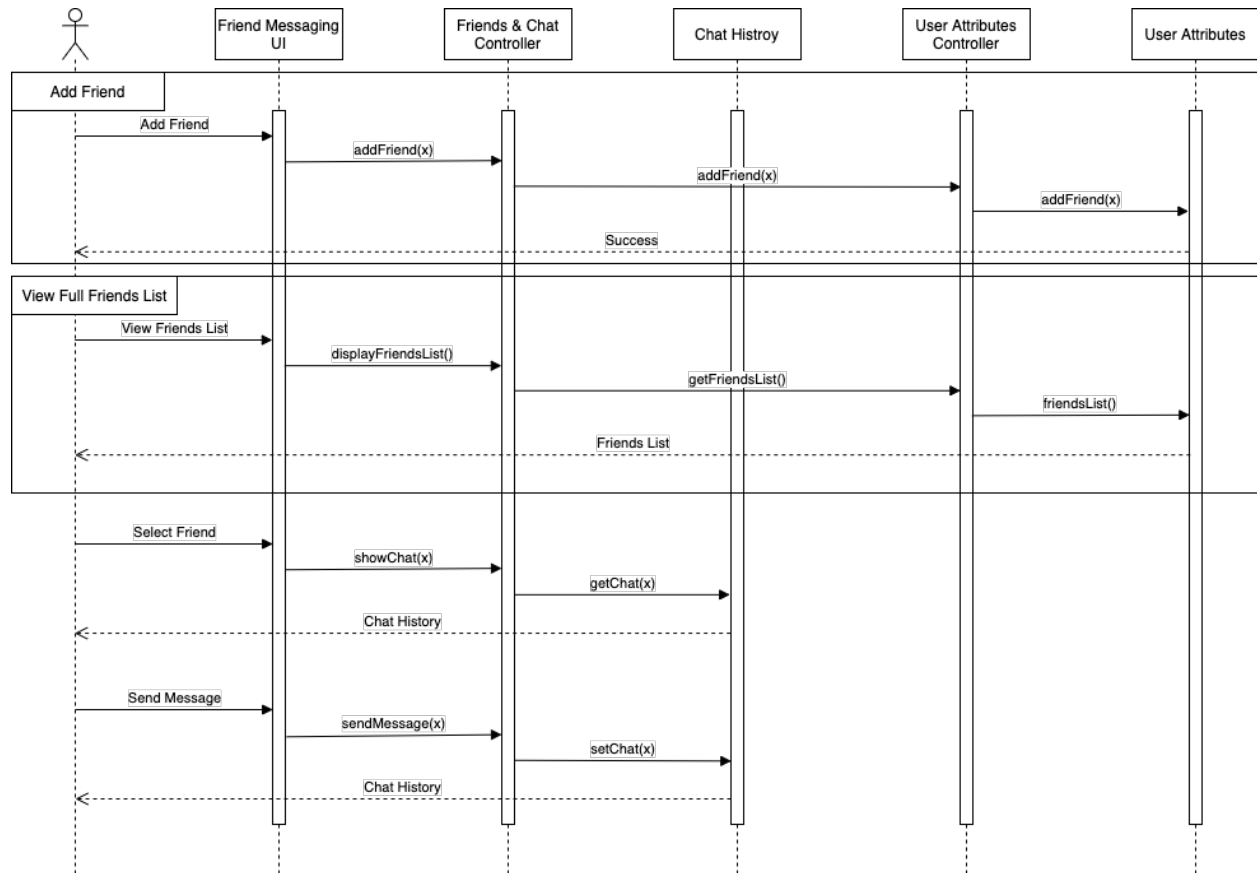 Friend Messaging
UI
Friends & Chat
Controller
Chat Histroy
User Attributes
Controller
User Attributes
Add Friend
Add Friend
addFriend(x)
addFriend(x)
addFriend(x)
Success
View Full Friends List
View Friends List
displayFriendsList()
getFriendsList()
friendsList()
Friends List
Select Friend
showChat(x)
getChat(x)
Chat History
Send Message
sendMessage(x)
setChat(x)
Chat History